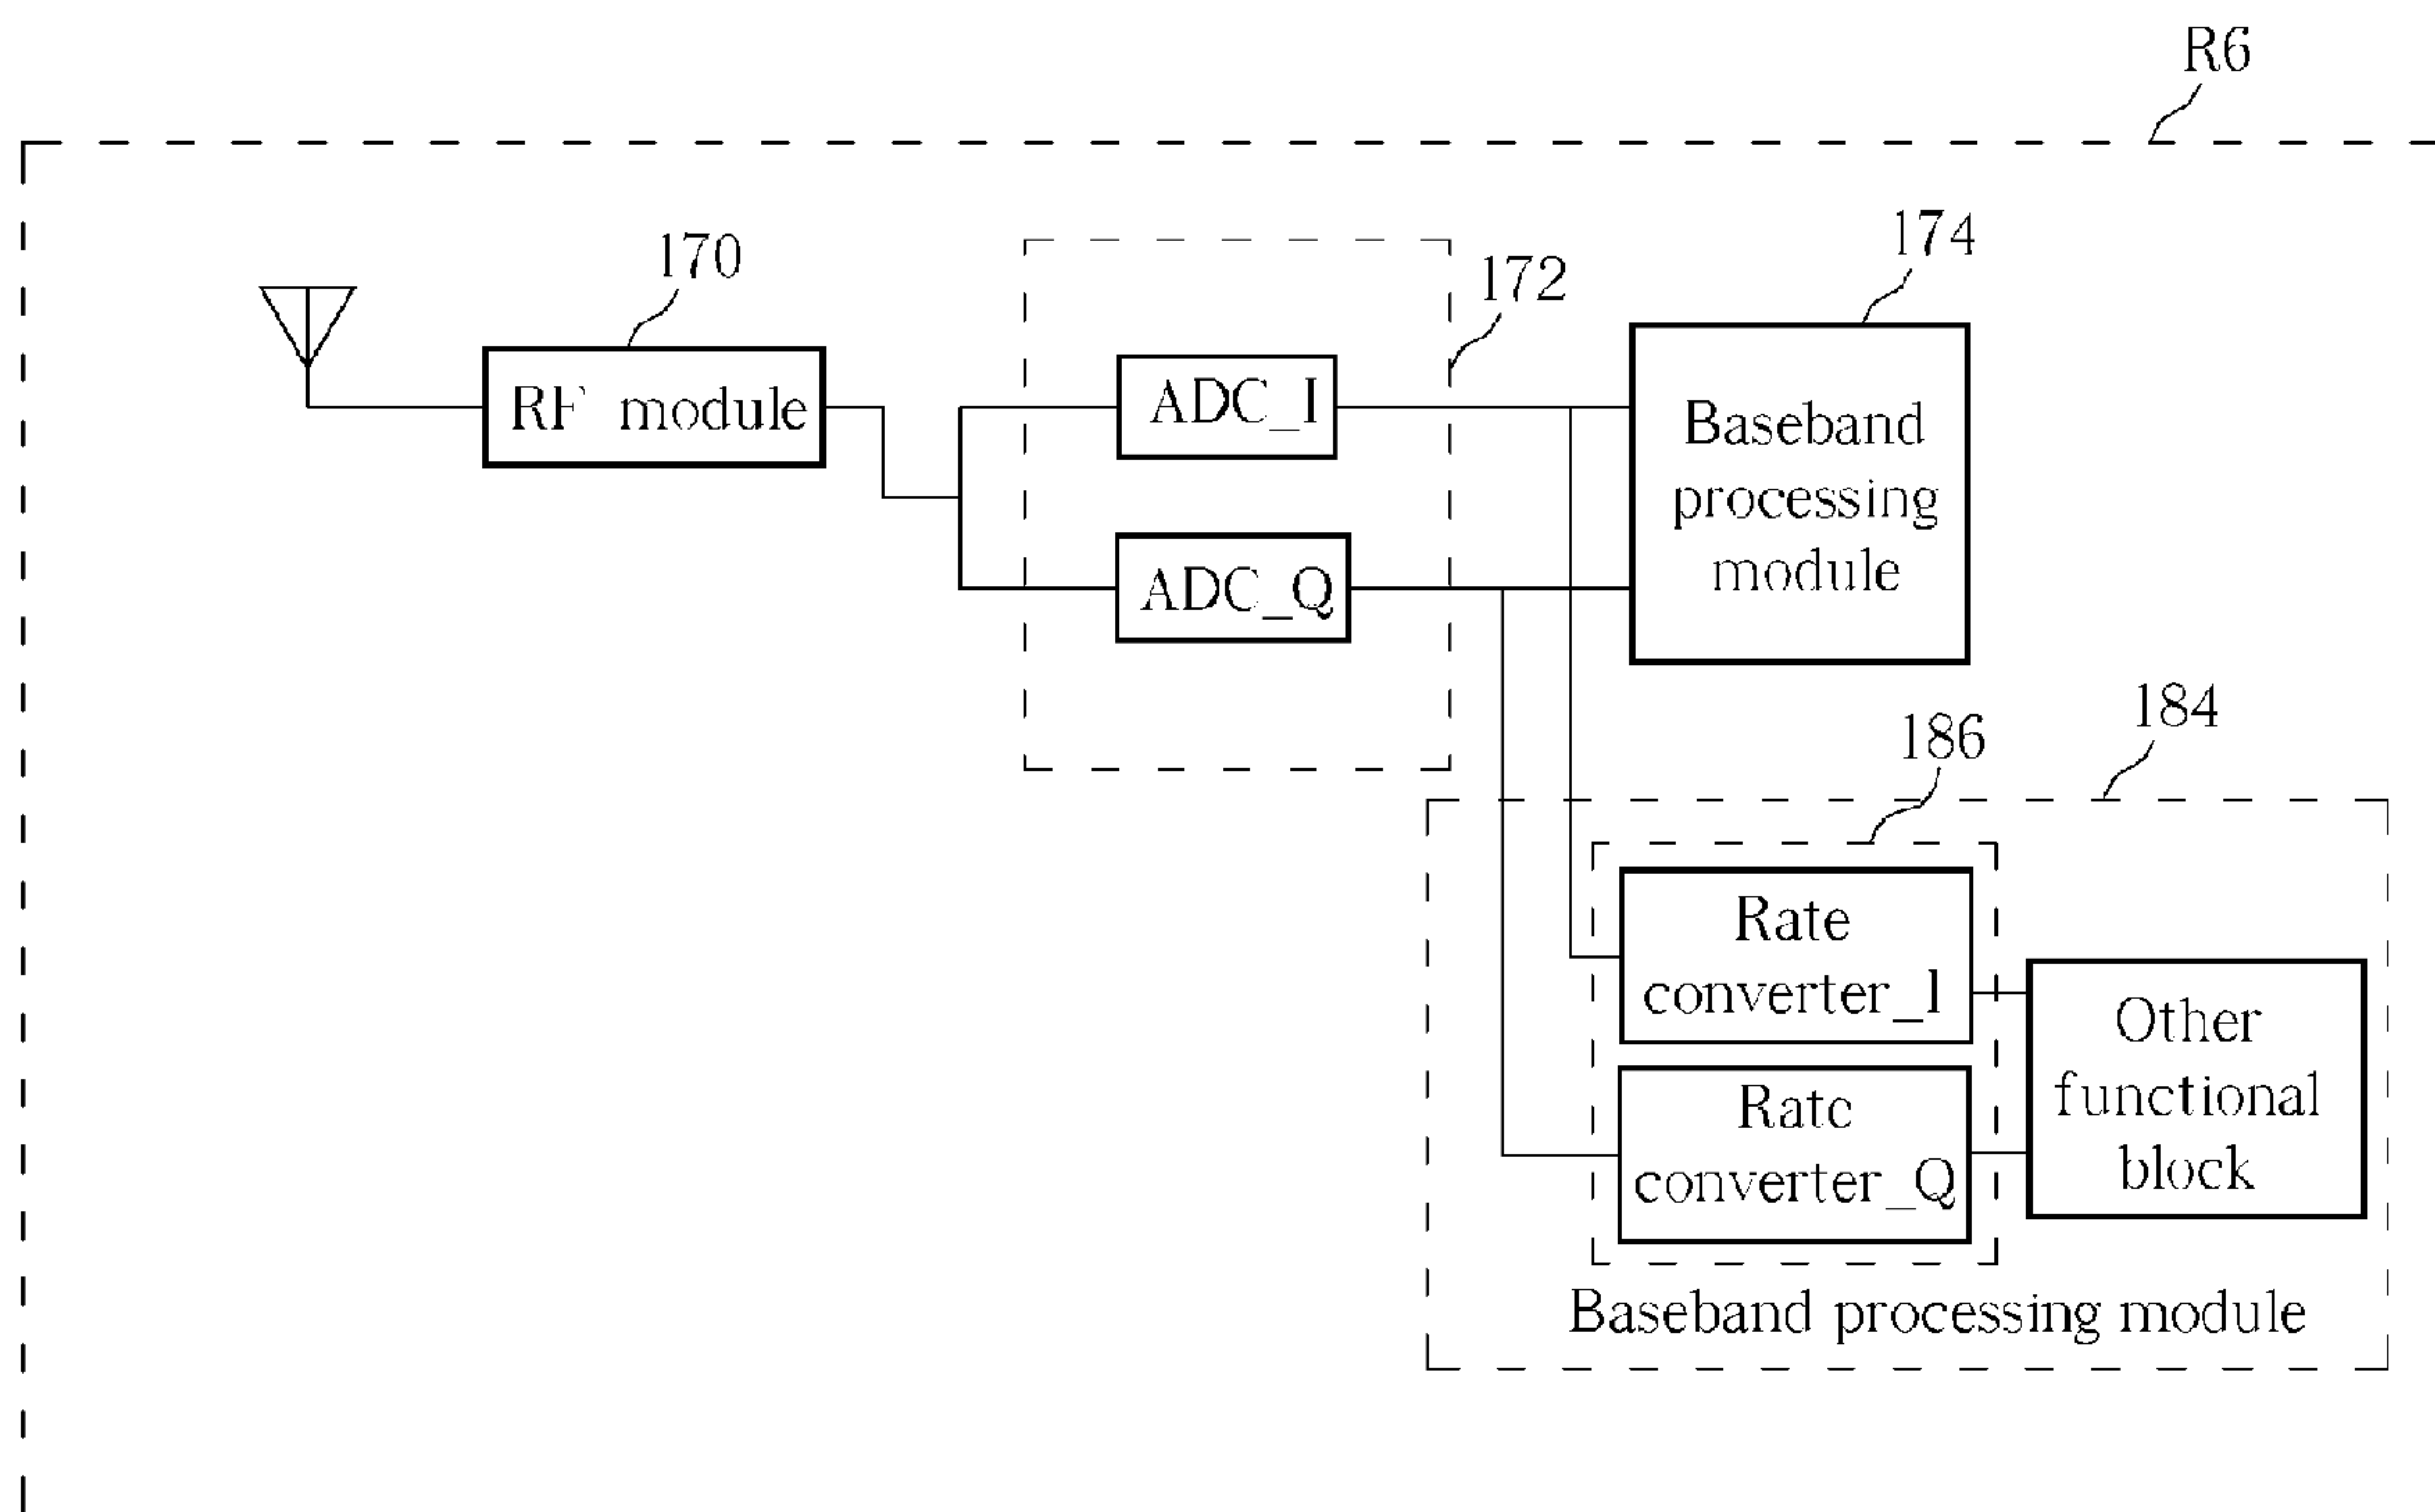 R6
170
172
174
RF module
ADC_I
ADC_Q
Baseband
processing
module
184
186
Rate
converter_I
Rate
converter_Q
Other
functional
block
Baseband processing module